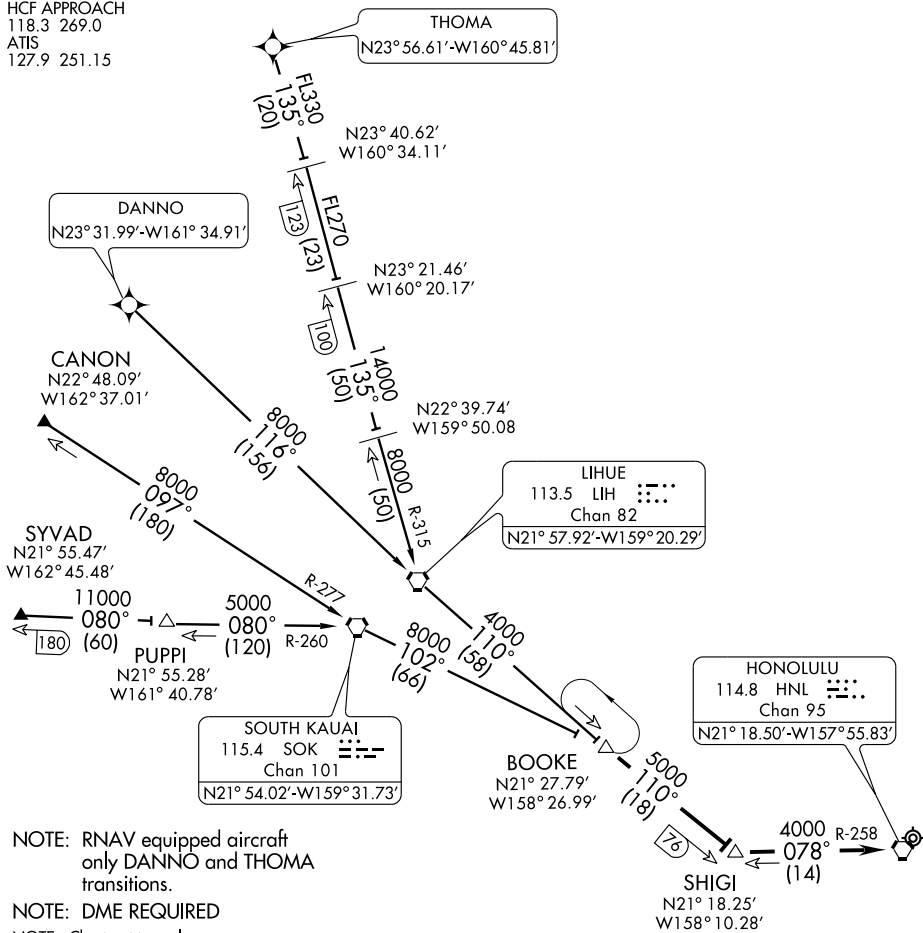 HCF APPROACH
118.3 269.0
ATIS
127.9 251.15
THOMA
N23° 56.61′-W160° 45.81′
FL330
135°
(20)
N23° 40.62′
W160° 34.11′
123
FL270
(23)
N23° 21.46′
W160° 20.17′
100
14000
135°
(50)
N22° 39.74′
W159° 50.08
8000
(50)
R-315
DANNO
N23° 31.99′-W161° 34.91′
8000
116°
(156)
CANON
N22° 48.09′
W162° 37.01′
8000
097°
(180)
R-277
SYVAD
N21° 55.47′
W162° 45.48′
11000
080°
(60)
180
PUPPI
N21° 55.28′
W161° 40.78′
5000
080°
(120)
R-260
LIHUE
113.5 LIH
Chan 82
N21° 57.92′-W159° 20.29′
SOUTH KAUAI
115.4 SOK
Chan 101
N21° 54.02′-W159° 31.73′
4000
110°
(58)
8000
102°
(66)
BOOKE
N21° 27.79′
W158° 26.99′
5000
110°
(18)
76
SHIGI
N21° 18.25′
W158° 10.28′
HONOLULU
114.8 HNL
Chan 95
N21° 18.50′-W157° 55.83′
4000
078°
(14)
R-258
NOTE: RNAV equipped aircraft
only DANNO and THOMA
transitions.
NOTE: DME REQUIRED
NOTE: